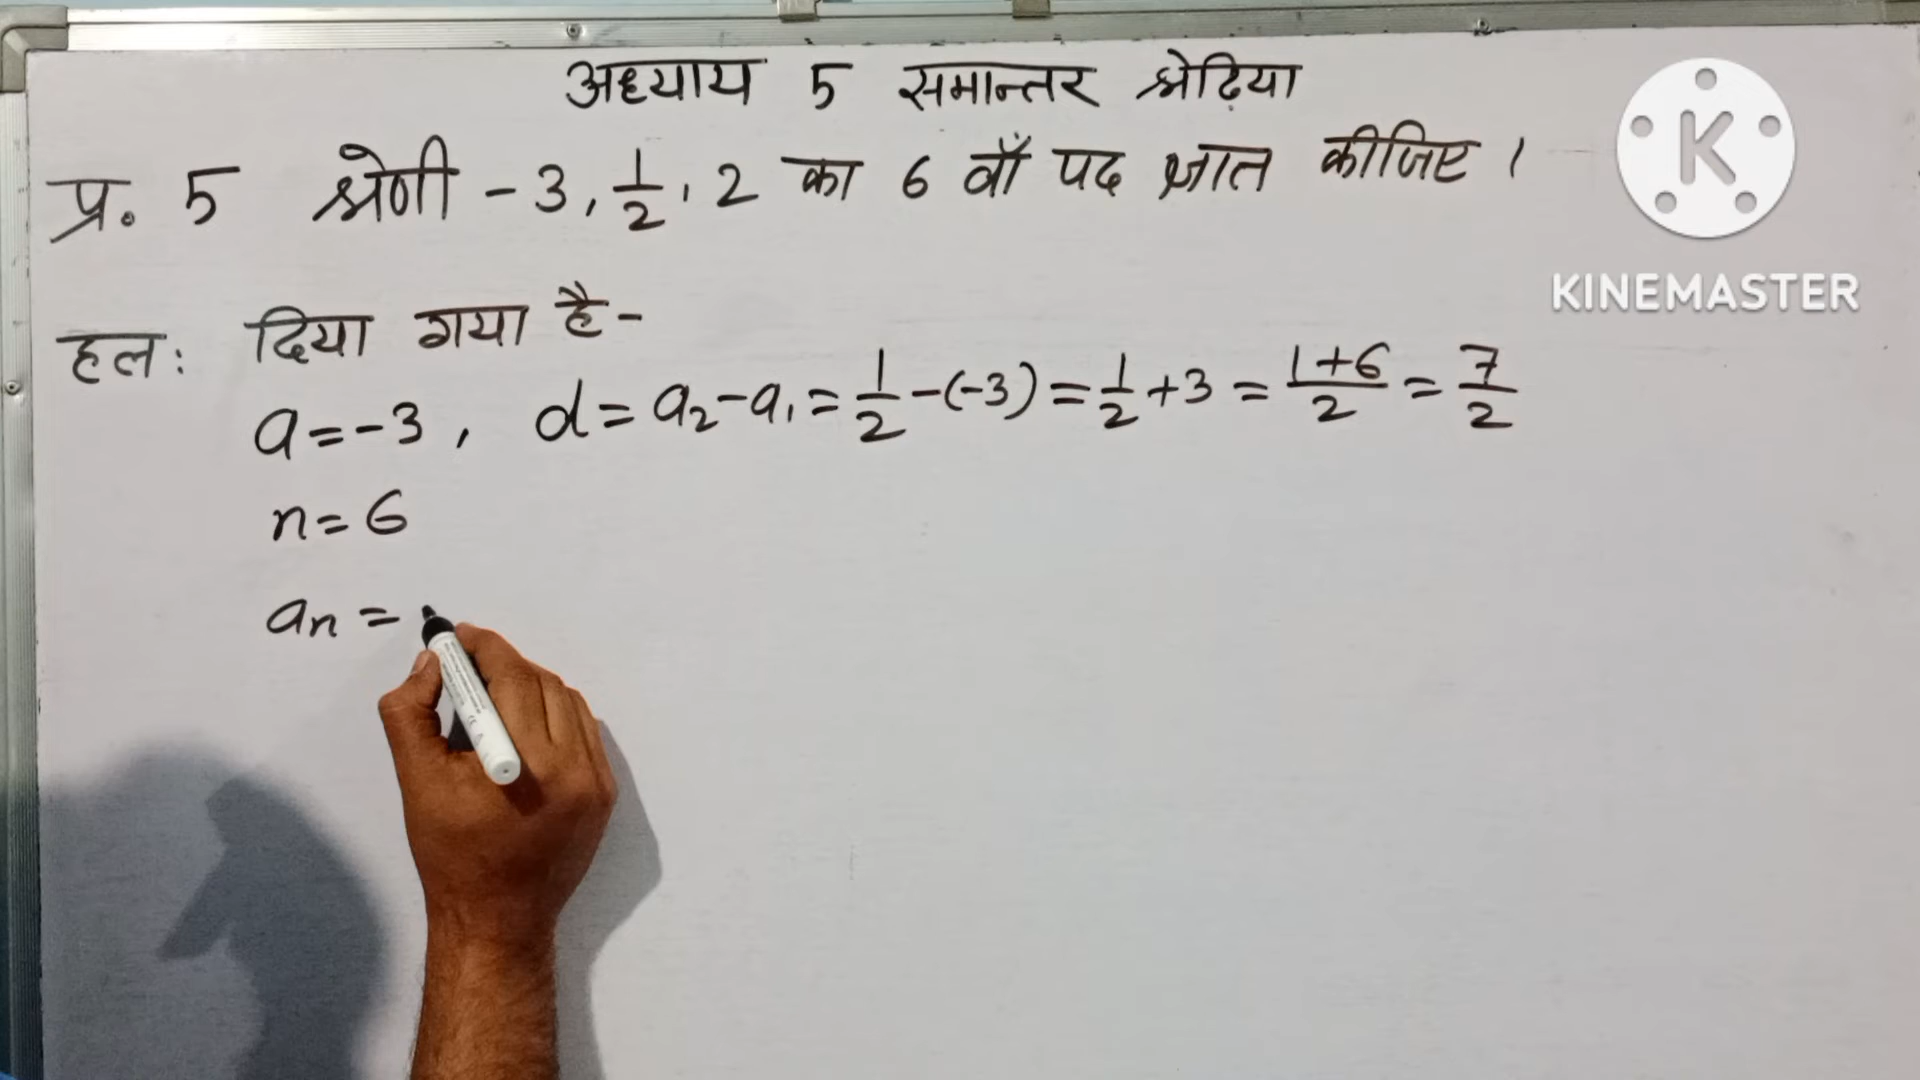 अध्याय 5 समान्तर श्रेढ़िया
प्र. 5 श्रेणी -3, 1/2, 2 का 6 वाँ पद ज्ञात कीजिए।
KINEMASTER
हल: दिया गया है-
a = -3, d = a₂ - a₁ = 1/2 - (-3) = 1/2 + 3 = (1+6)/2 = 7/2
n = 6
aₙ =